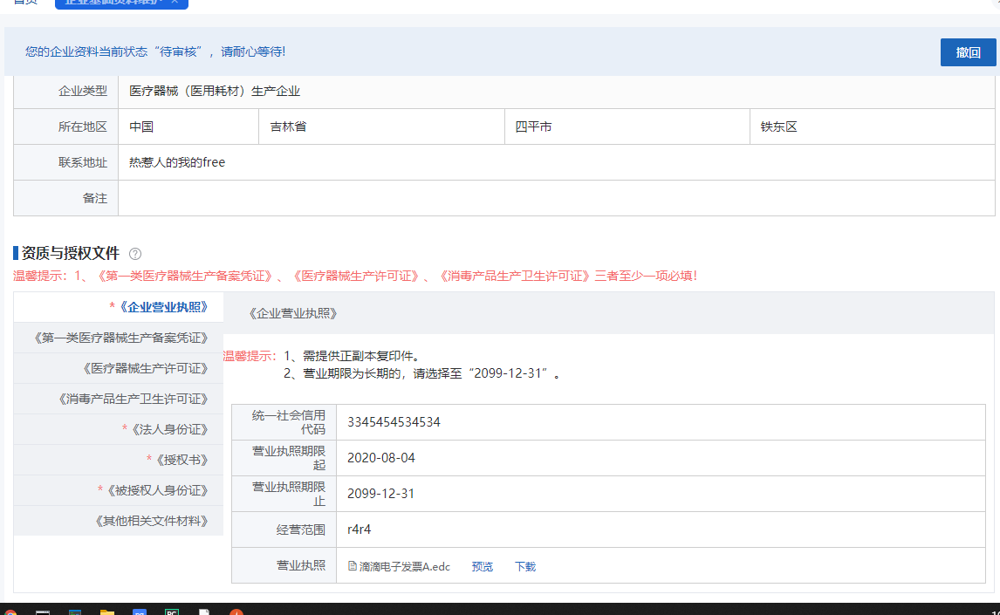 首页 企业基础资料维护 ×
您的企业资料当前状态“待审核”，请耐心等待!
撤回
企业类型 医疗器械（医用耗材）生产企业
所在地区 中国 吉林省 四平市 铁东区
联系地址 热惹人的我的free
备注
资质与授权文件 ?
温馨提示：1、《第一类医疗器械生产备案凭证》、《医疗器械生产许可证》、《消毒产品生产卫生许可证》三者至少一项必填!
*《企业营业执照》
《第一类医疗器械生产备案凭证》
《医疗器械生产许可证》
《消毒产品生产卫生许可证》
*《法人身份证》
*《授权书》
*《被授权人身份证》
《其他相关文件材料》
《企业营业执照》
温馨提示：1、需提供正副本复印件。
2、营业期限为长期的，请选择至“2099-12-31”。
统一社会信用
代码
3345454534534
营业执照期限
起
2020-08-04
营业执照期限
止
2099-12-31
经营范围 r4r4
营业执照 滴滴电子发票A.edc 预览 下载